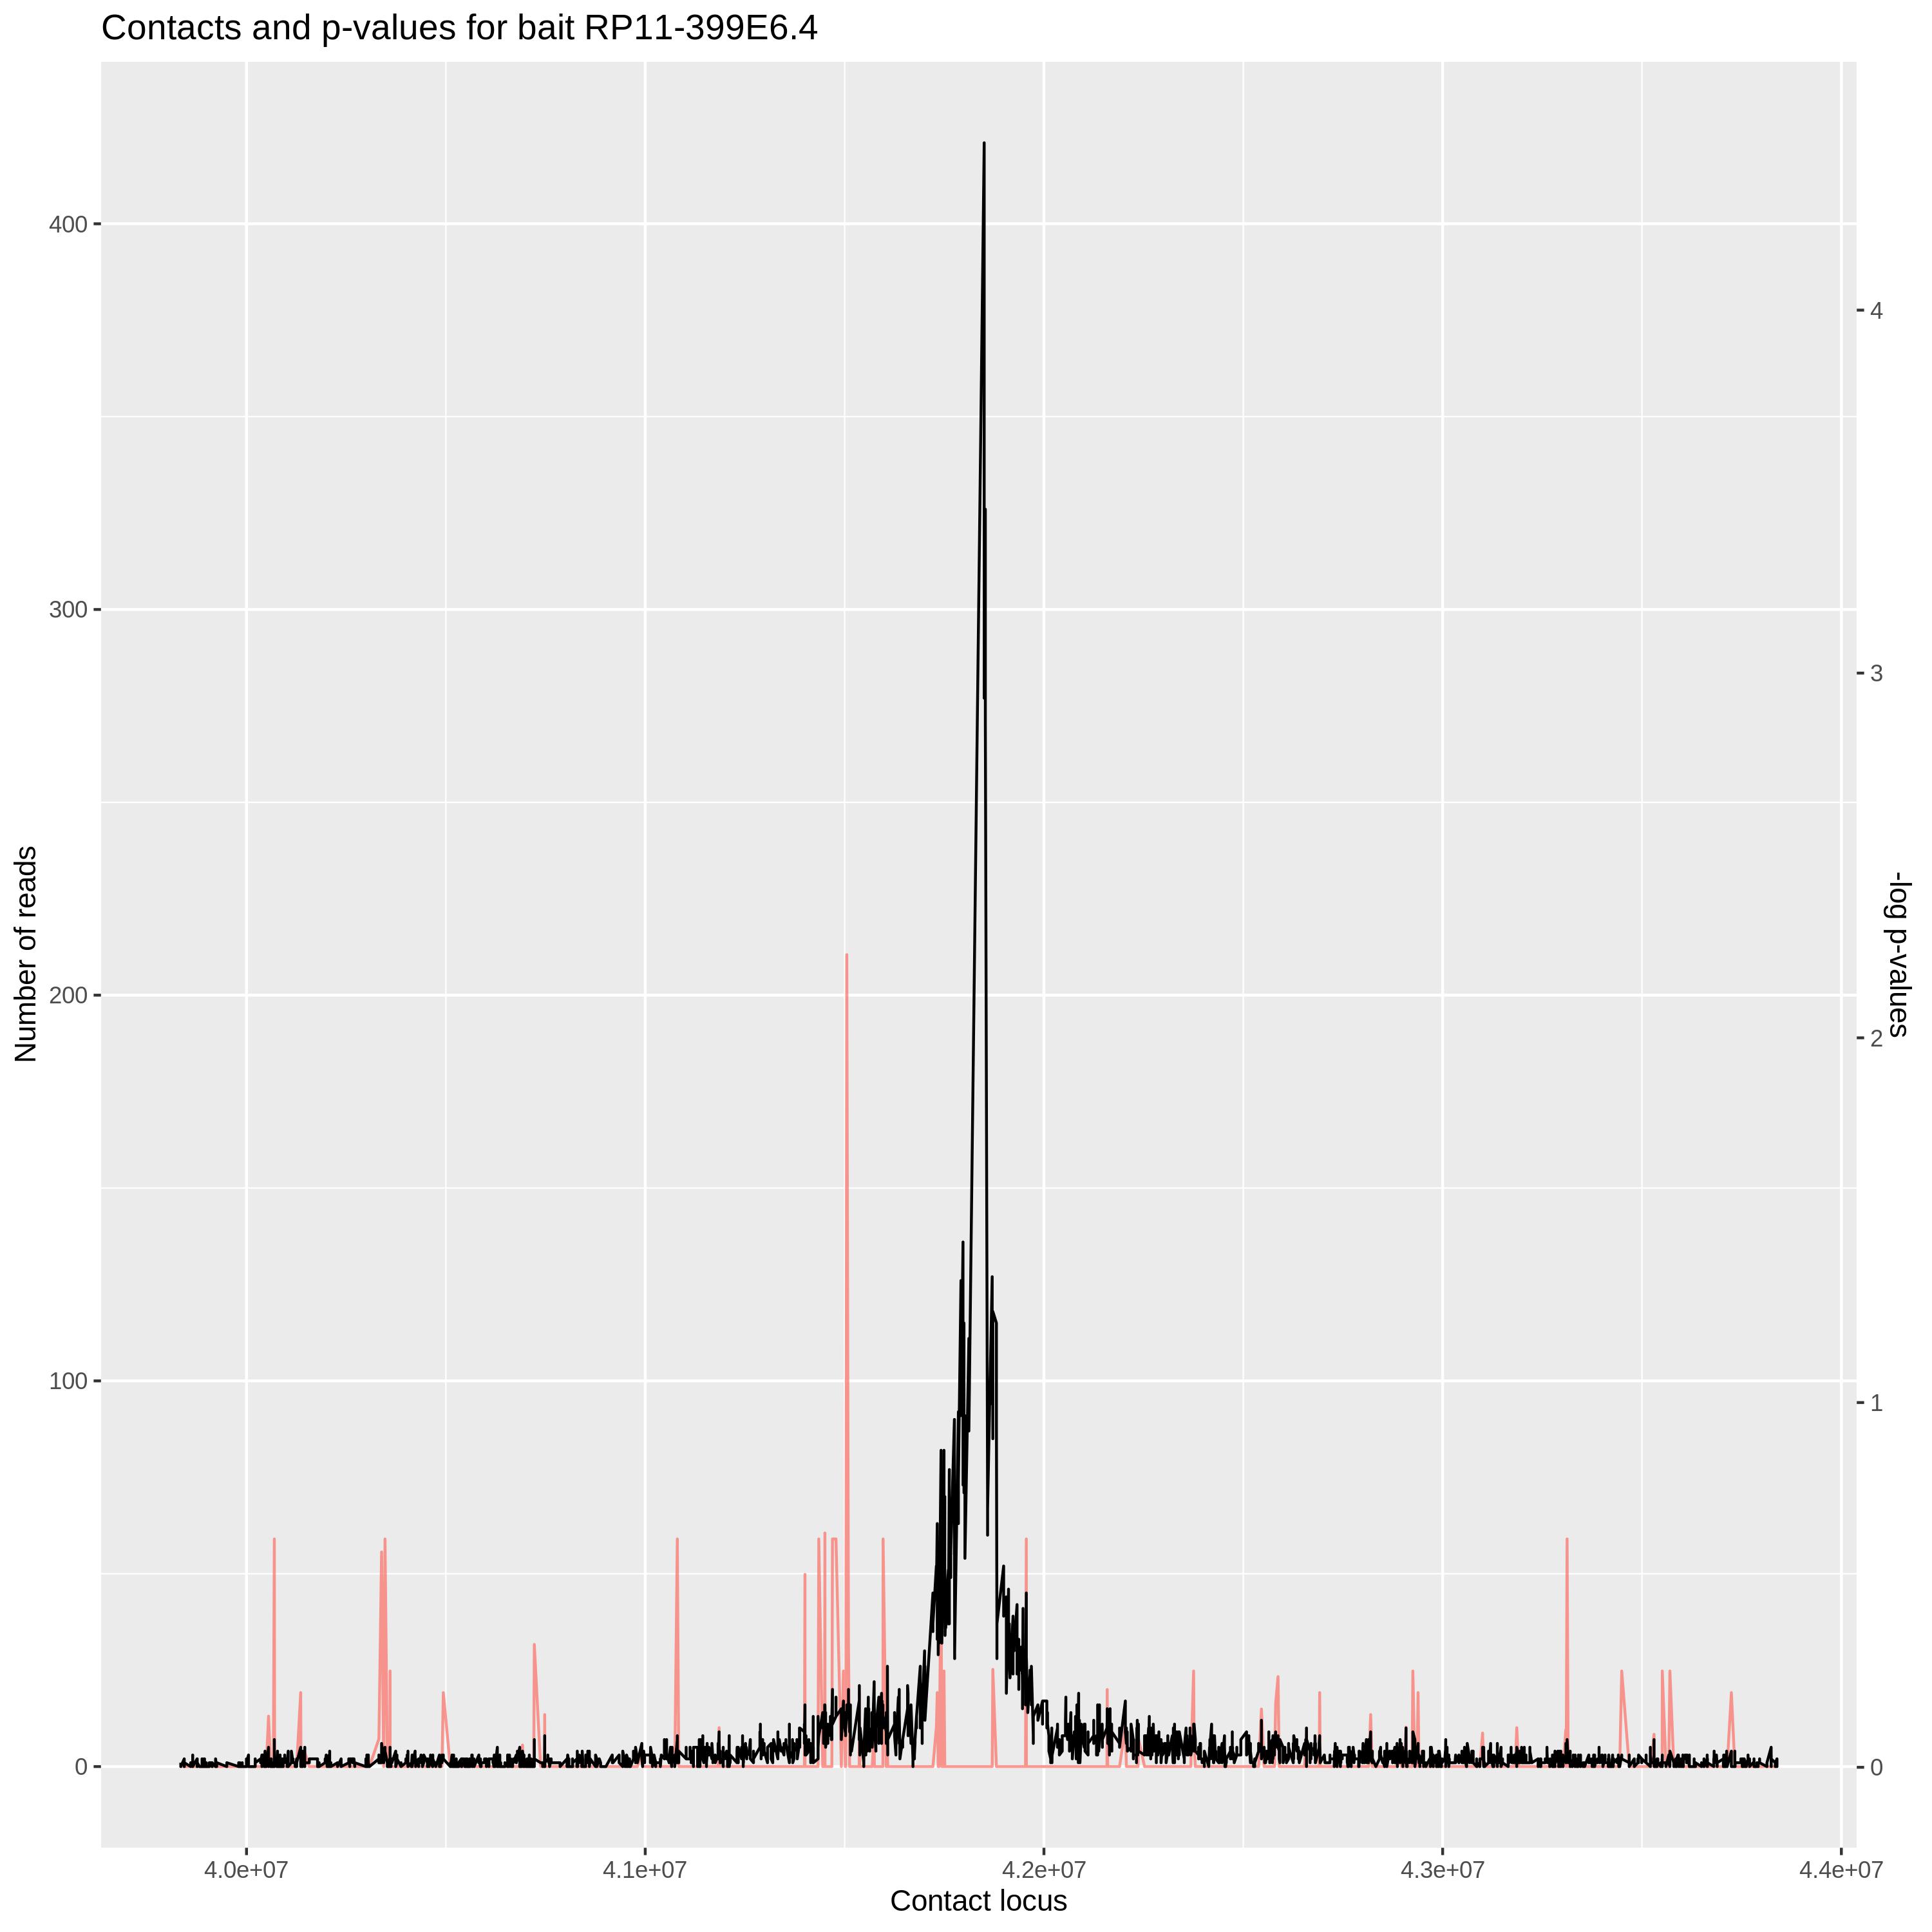 Contacts and p-values for bait RP11-399E6.4
400
300
200
100
0
Number of reads
4
3
2
1
0
-log p-values
4.0e+07 4.1e+07 4.2e+07 4.3e+07 4.4e+07
Contact locus